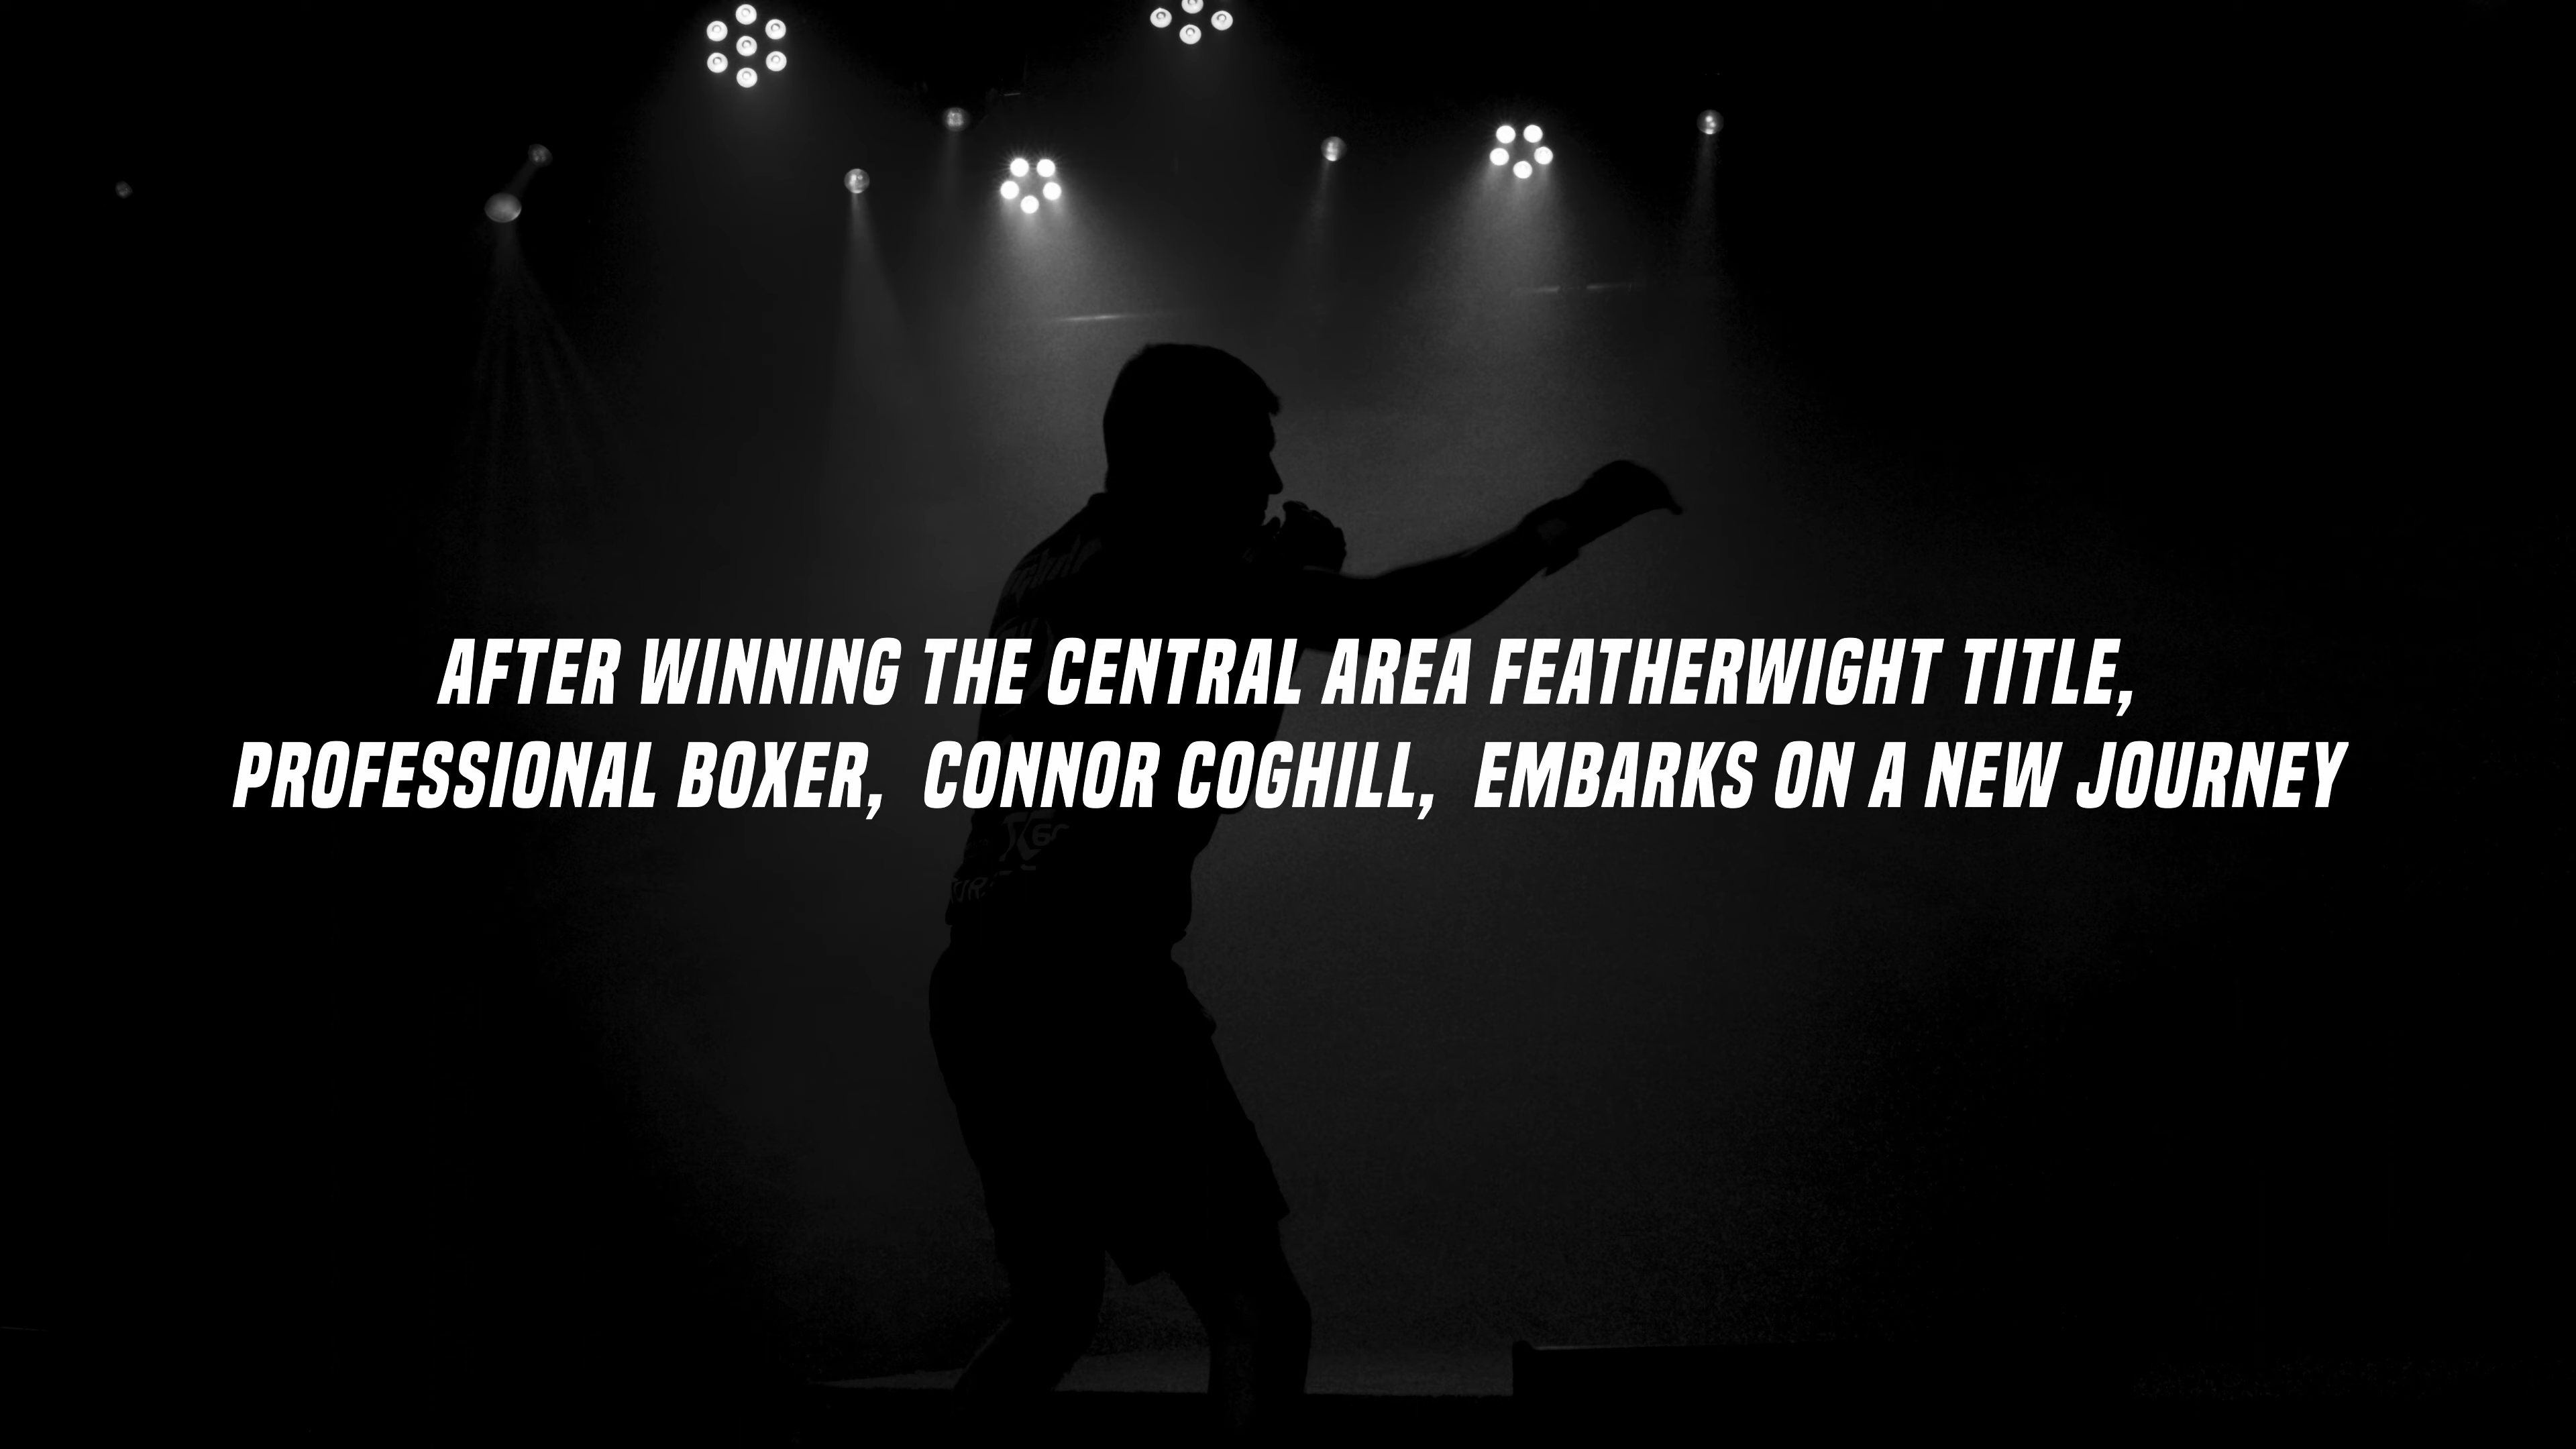 AFTER WINNING THE CENTRAL AREA FEATHERWIGHT TITLE,
PROFESSIONAL BOXER, CONNOR COGHILL, EMBARKS ON A NEW JOURNEY